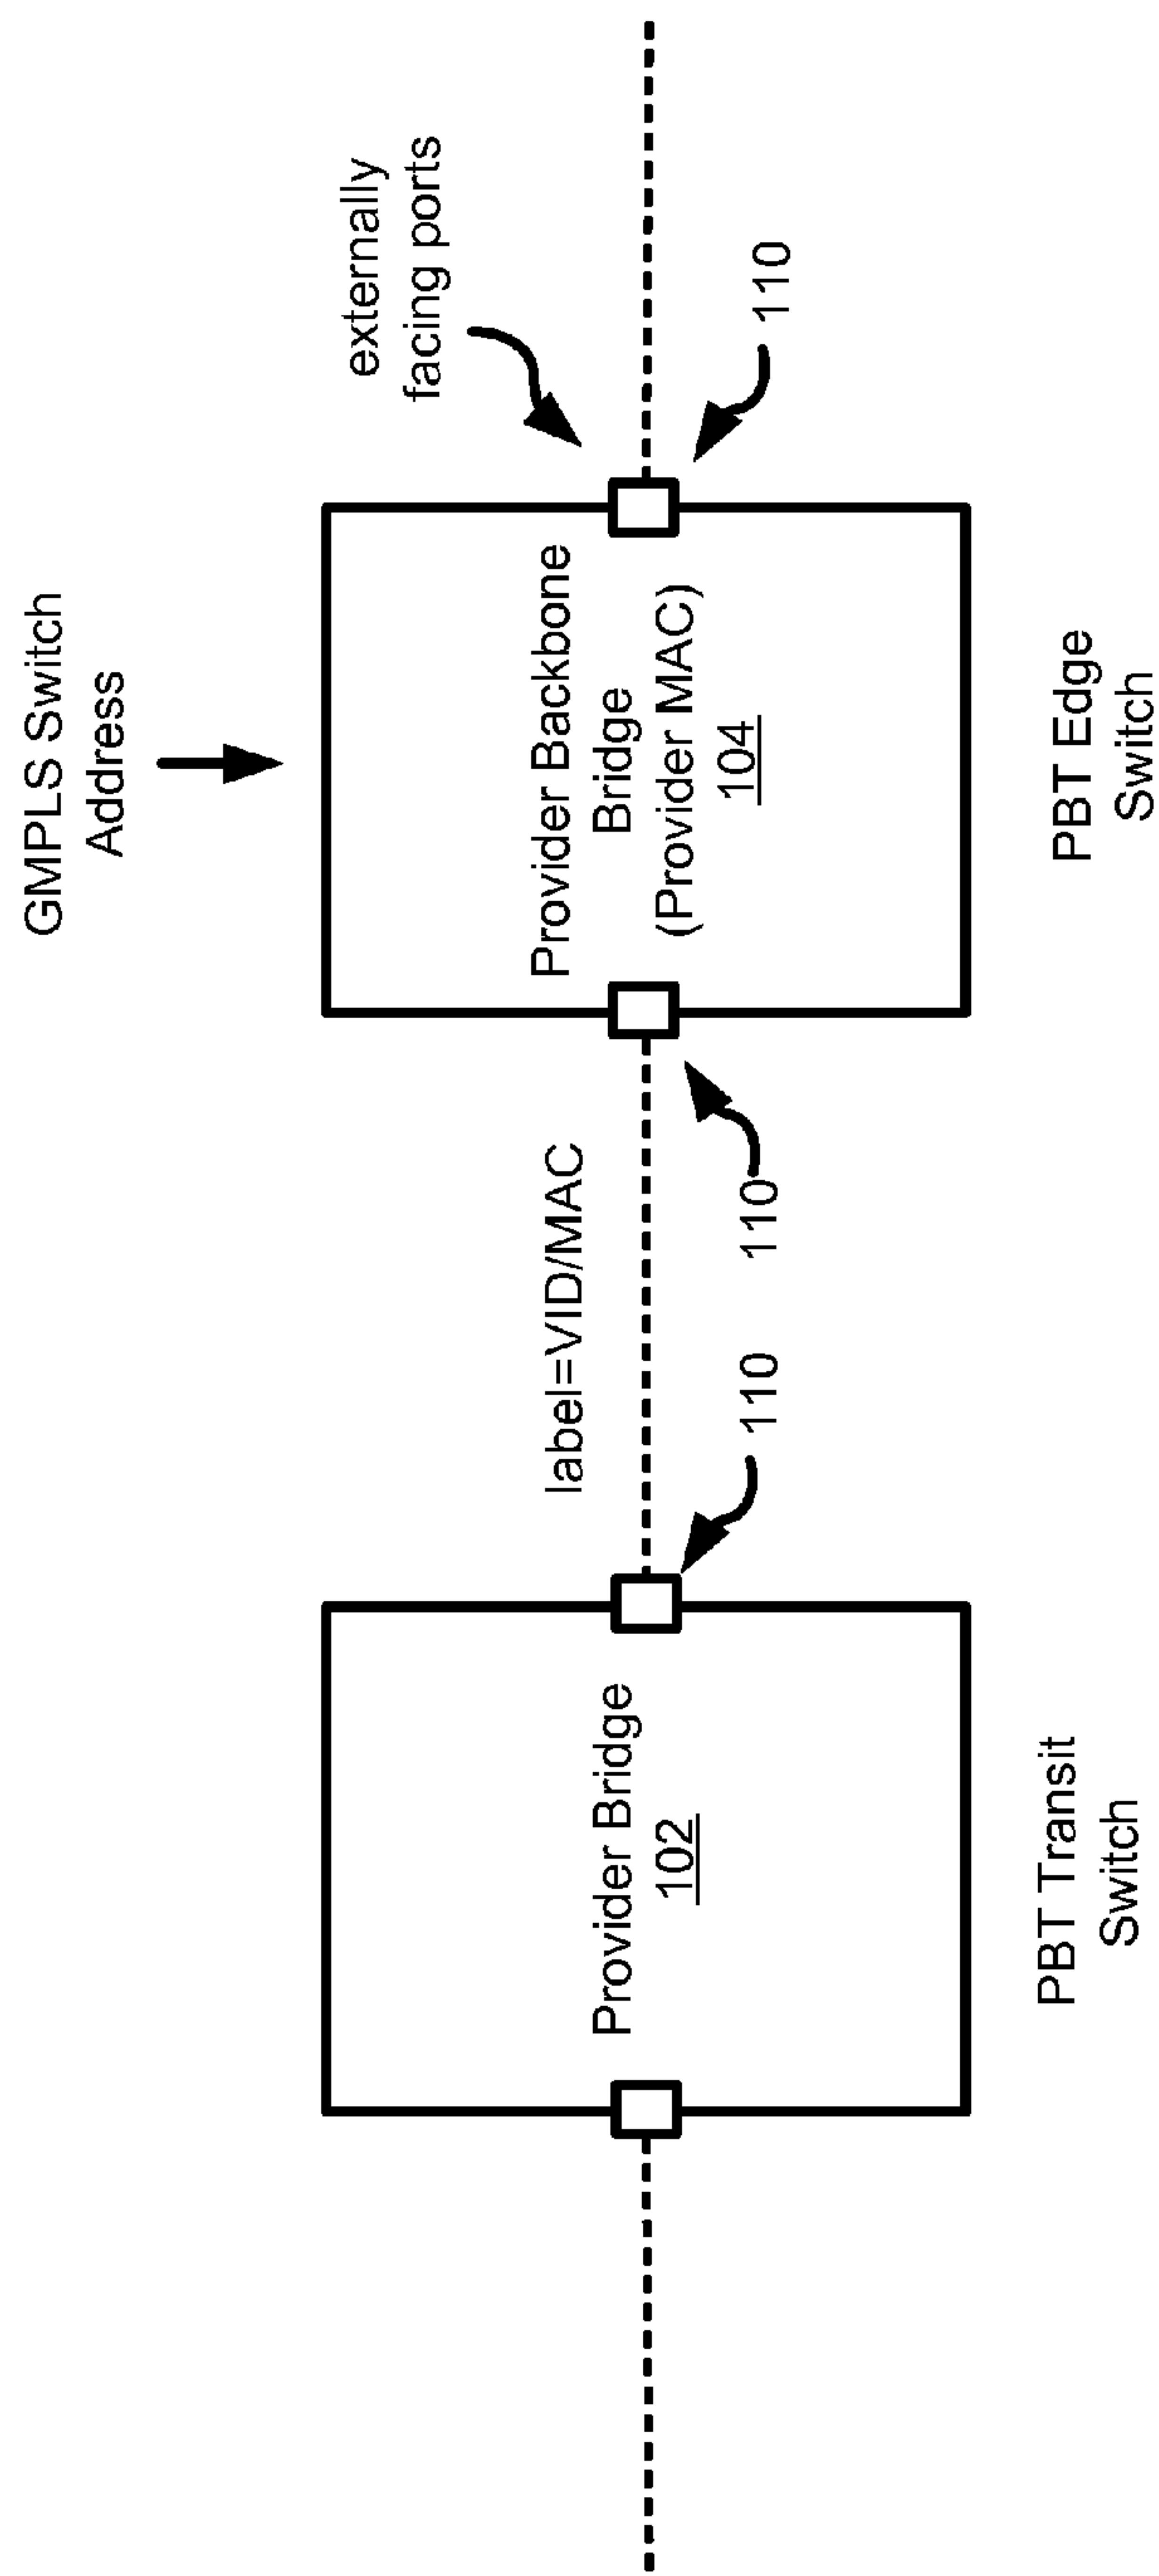 GMPLS Switch
Address
externally
facing ports
label=VID/MAC
Provider Bridge
102
Provider Backbone
Bridge
(Provider MAC)
104
110
110
110
PBT Transit
Switch
PBT Edge
Switch